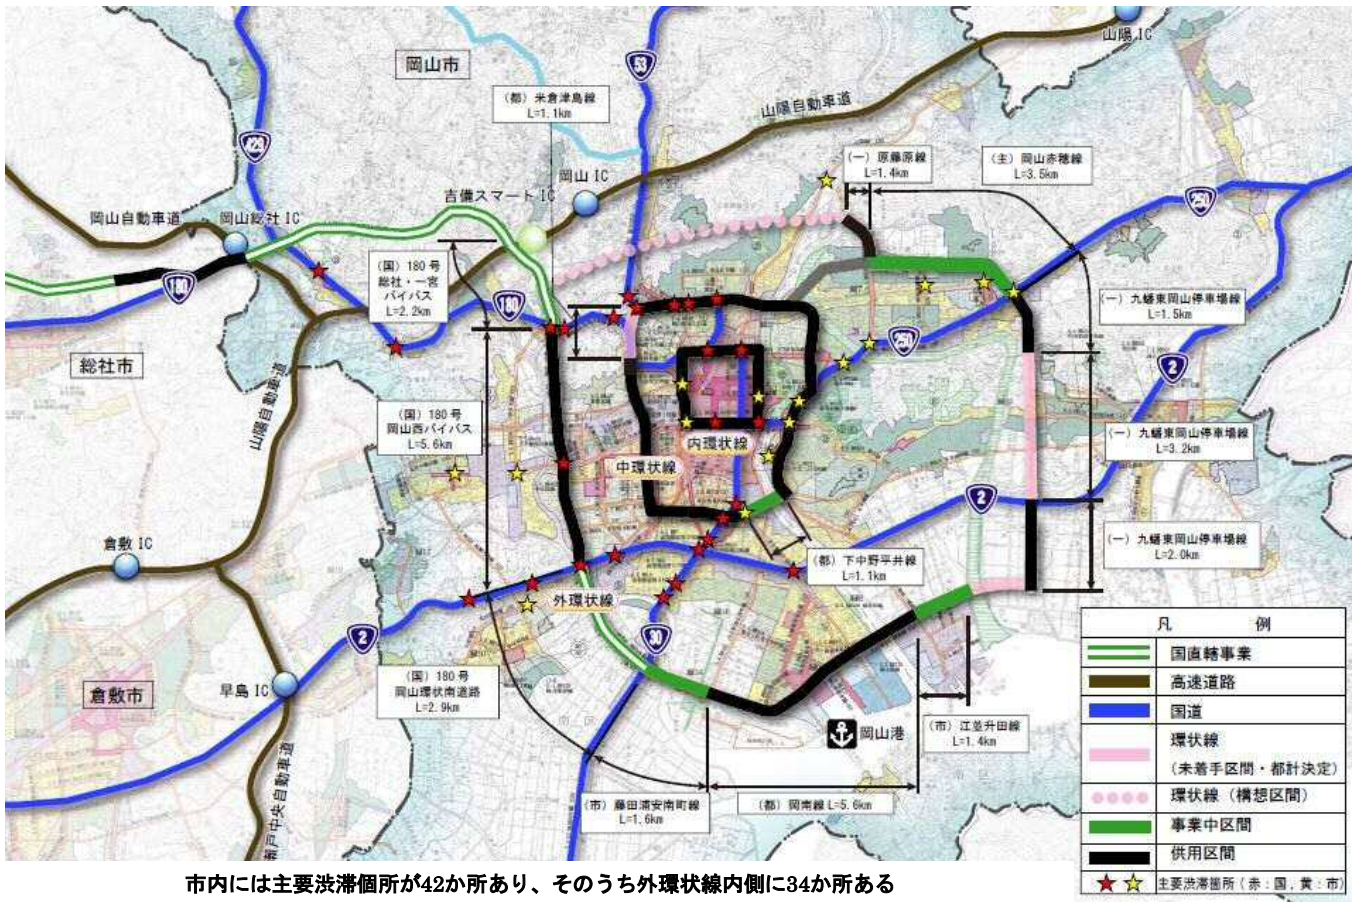 山陽 IC
岡山市
53
（都）米倉津島線
L=1.1km
山陽自動車道
429
（一）原藤原線
L=1.4km
（主）岡山赤穂線
L=3.5km
岡山 IC
吉備スマート IC
250
岡山自動車道
岡山総社 IC
180
（国）180 号
総社・一宮
バイパス
L=2.2km
180
（一）九蟠東岡山停車場線
L=1.5km
250
2
総社市
山陽自動車道
（国）180 号
岡山西バイパス
L=5.6km
内環状線
中環状線
（一）九蟠東岡山停車場線
L=3.2km
2
倉敷 IC
（都）下中野平井線
L=1.1km
（一）九蟠東岡山停車場線
L=2.0km
外環状線
2
30
（国）180 号
岡山環状南道路
L=2.9km
早島 IC
倉敷市
岡山港
（市）江並升田線
L=1.4km
瀬戸中央自動車道
（市）藤田浦安南町線
L=1.6km
（都）岡南線 L=5.6km
凡 例
国直轄事業
高速道路
国道
環状線
（未着手区間・都計決定）
環状線（構想区間）
事業中区間
供用区間
主要渋滞箇所（赤：国，黄：市）
市内には主要渋滞個所が42か所あり、そのうち外環状線内側に34か所ある